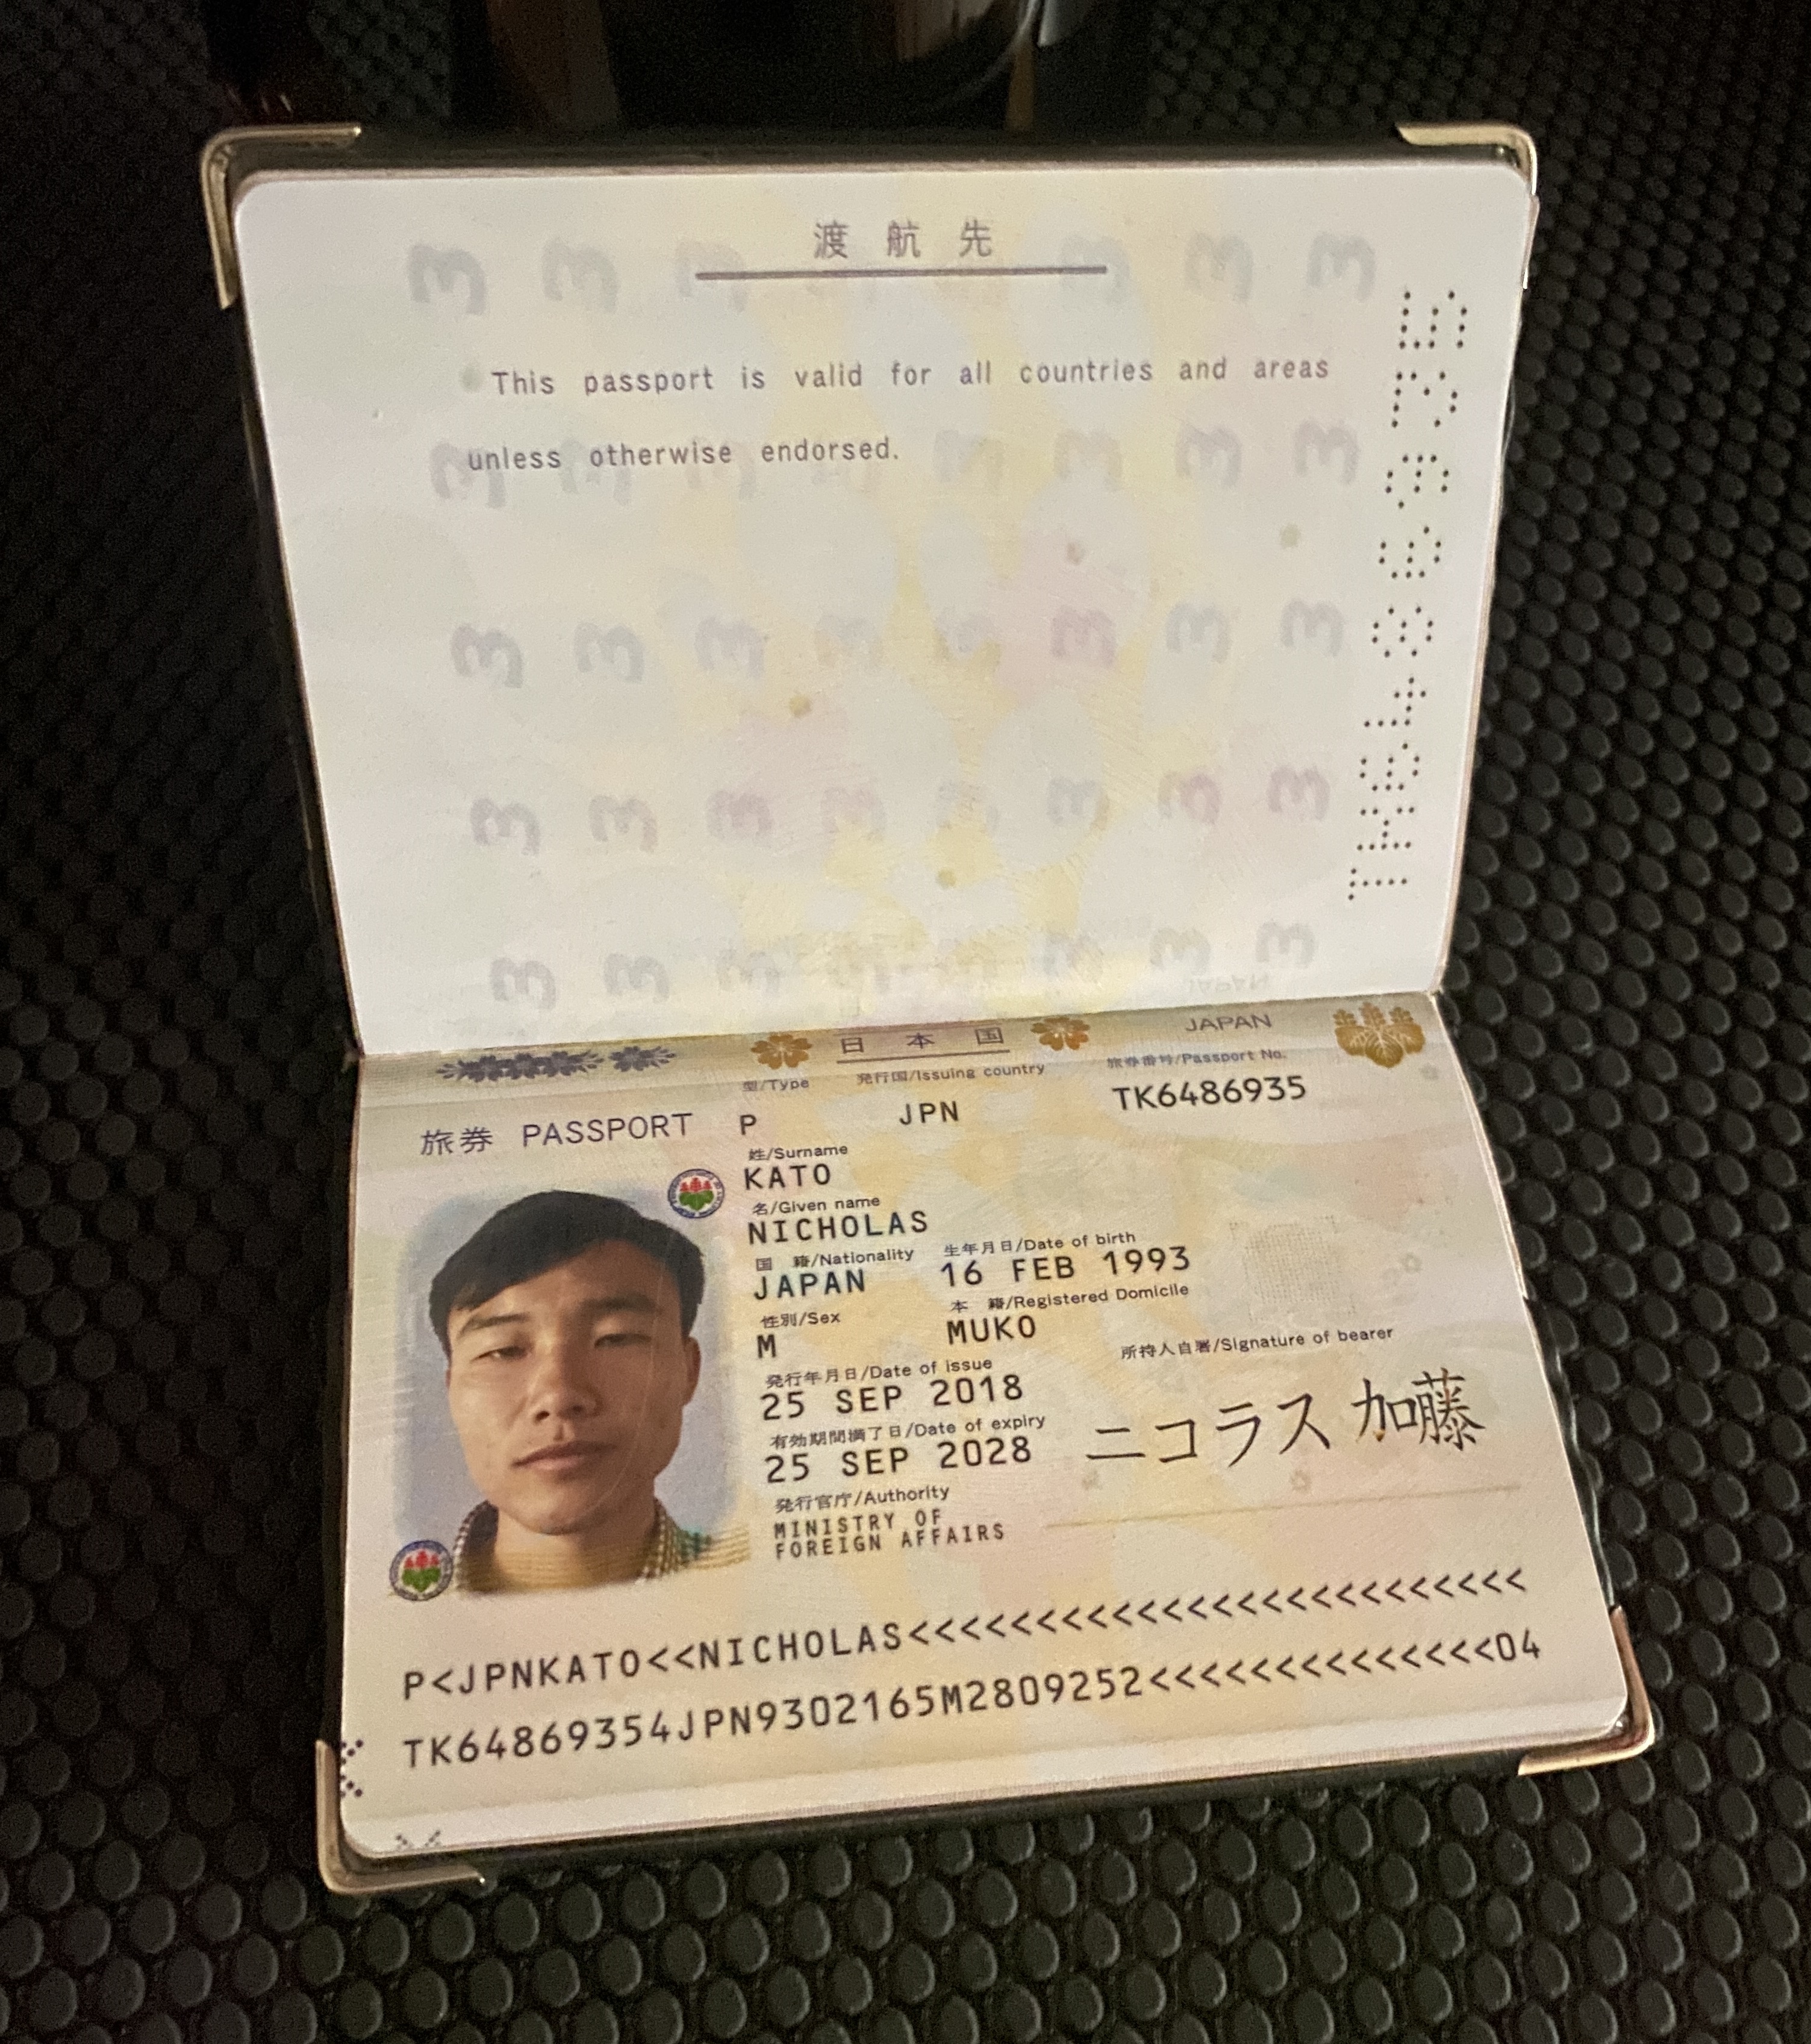 渡航先
This passport is valid for all countries and areas
unless otherwise endorsed.
TK6486935
日本国
JAPAN
旅券 PASSPORT
型/Type
P
発行国/Issuing country
JPN
旅券番号/Passport No.
TK6486935
姓/Surname
KATO
名/Given name
NICHOLAS
国 籍/Nationality
JAPAN
生年月日/Date of birth
16 FEB 1993
性別/Sex
M
本 籍/Registered Domicile
MUKO
発行年月日/Date of issue
25 SEP 2018
有効期間満了日/Date of expiry
25 SEP 2028
所持人自署/Signature of bearer
ニコラス 加藤
発行官庁/Authority
MINISTRY OF
FOREIGN AFFAIRS
P<JPNKATO<<NICHOLAS<<<<<<<<<<<<<<<<<<<<<<<<<
TK64869354JPN9302165M2809252<<<<<<<<<<<<<<04